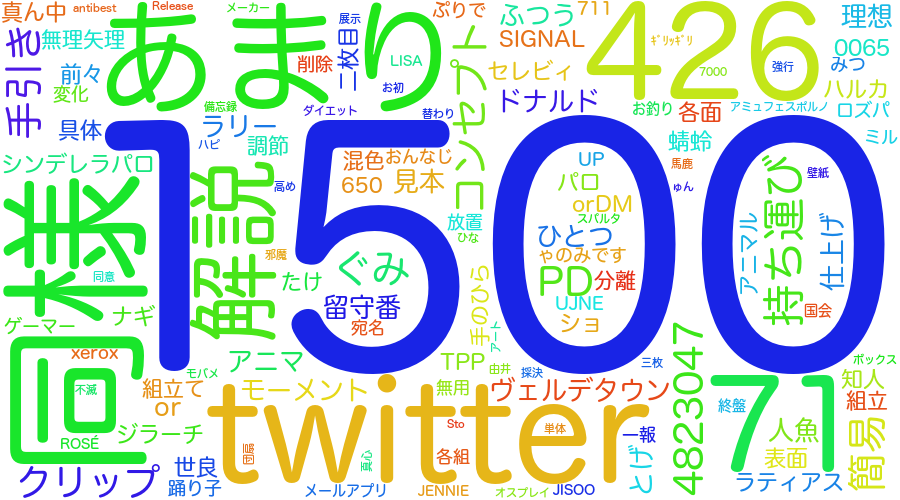 真ん中
antibest
Release
メーカー
あまり
展示
二枚目
ぷりで
ふつう
711
426
理想
手引き
無理矢理
前々
変化
削除
LISA
お初
SIGNAL
セレビィ
ｷﾞﾘｯｷﾞﾘ
7000
強行
0065
みつ
ハルカ
備忘録
ダイエット
替わり
コンセプト
ドナルド
お釣り
各面
アミュフェスポルノ
ロズパ
具体
ラリー
ハピ
調節
1500
蜻蛉
ミル
シンデレラパロ
混色
おんなじ
650
見本
UP
馬鹿
壁紙
同様
解説
高め
パロ
ゅん
持ち運び
orDM
放置
スパルタ
ひな
ひとつ
アニマル
仕上げ
邪魔
ゃのみです
同意
たけ
ぐみ
手のひら
PD
分離
留守番
UJNE
国会
ナギ
宛名
ショ
ゲーマー
アート
xerox
アニマ
TPP
由井
採決
三枚
4823047
ボックス
モバメ
不滅
組立て
モーメント
無用
ヴェルデタウン
71
知人
or
twitter
終盤
組立
ROSÉ
ジラーチ
Sto
単体
一報
人魚
簡易
団扇
真心
各組
とげ
表面
クリップ
世良
踊り子
メールアプリ
JENNIE
オスプレイ
JISOO
ラティアス